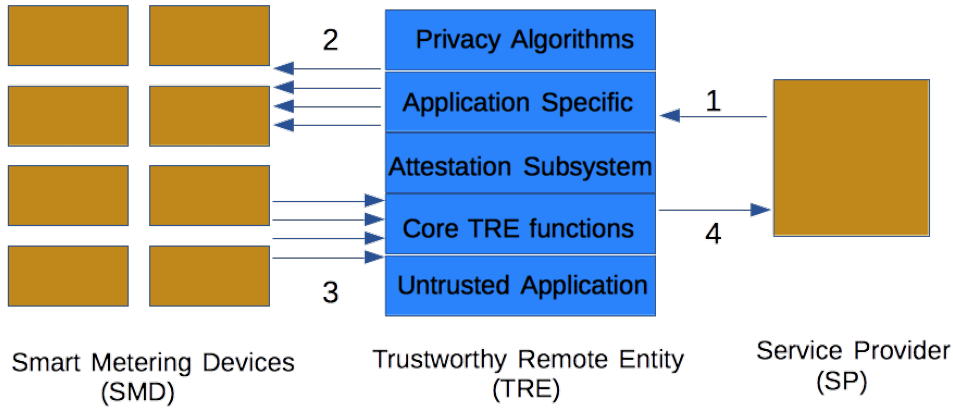 2
Privacy Algorithms
Application Specific
1
Attestation Subsystem
Core TRE functions
4
Untrusted Application
3
Smart Metering Devices
(SMD)
Trustworthy Remote Entity
(TRE)
Service Provider
(SP)